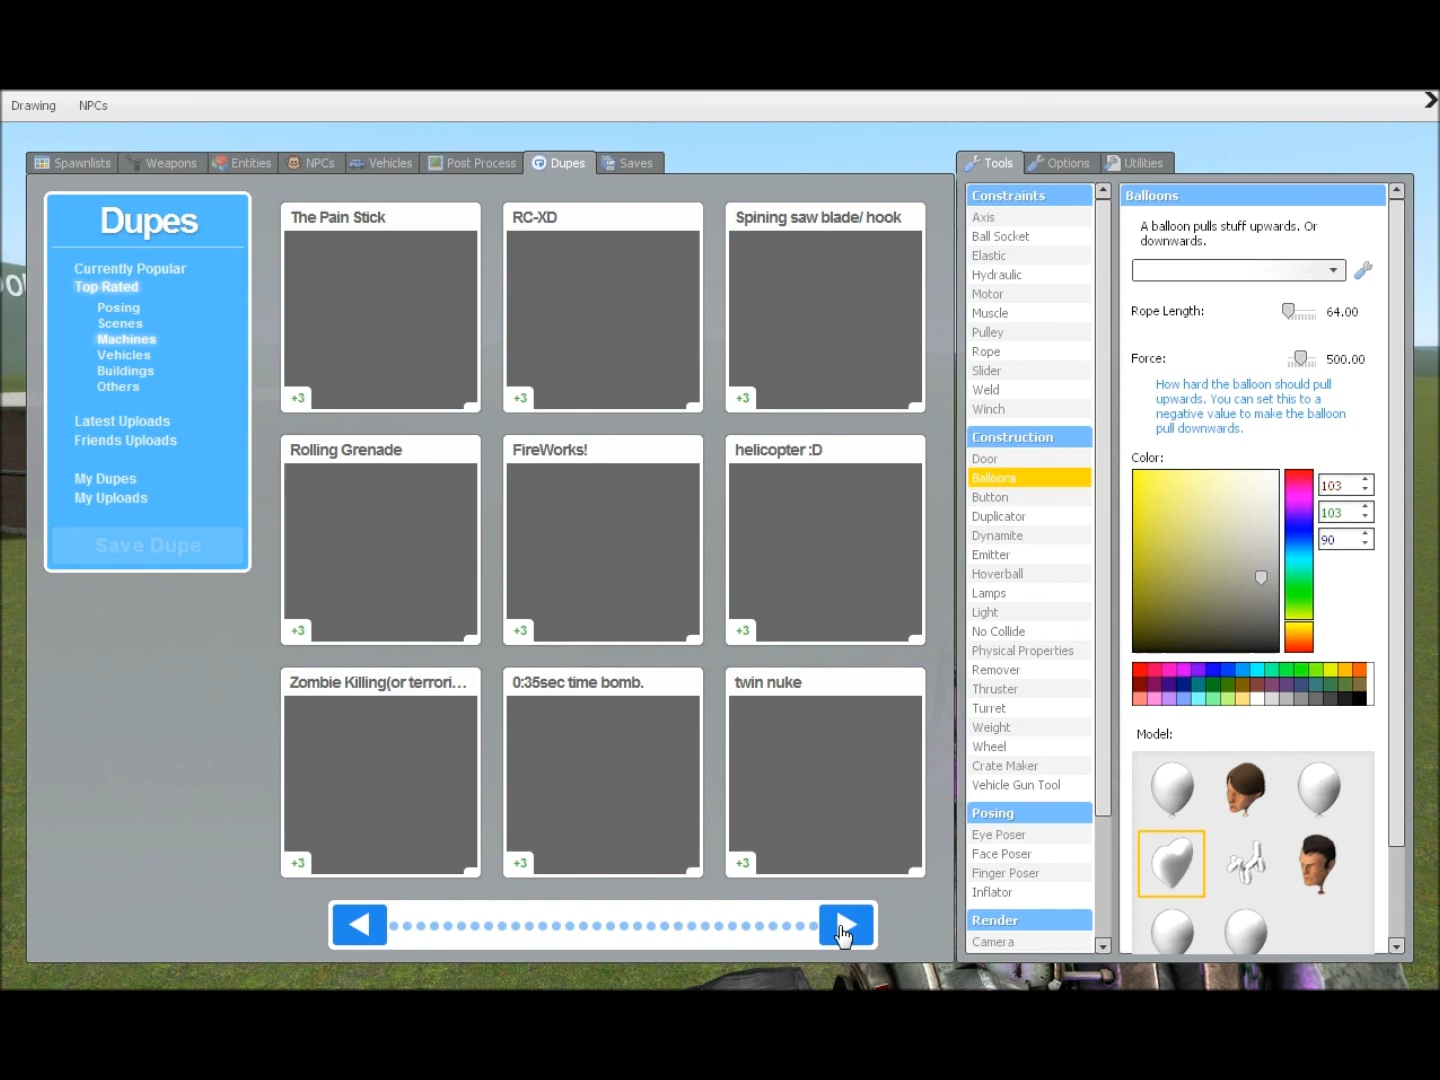 Drawing NPCs
Spawnlists Weapons Entities NPCs Vehicles Post Process Dupes Saves
Dupes
Currently Popular
Top Rated
Posing
Scenes
Machines
Vehicles
Buildings
Others
Latest Uploads
Friends Uploads
My Dupes
My Uploads
Save Dupe
The Pain Stick
+3
RC-XD
+3
Spining saw blade/ hook
+3
Rolling Grenade
+3
FireWorks!
+3
helicopter :D
+3
Zombie Killing(or terrori...
+3
0:35sec time bomb.
+3
twin nuke
+3
Tools Options Utilities
Constraints
Axis
Ball Socket
Elastic
Hydraulic
Motor
Muscle
Pulley
Rope
Slider
Weld
Winch
Construction
Door
Balloons
Button
Duplicator
Dynamite
Emitter
Hoverball
Lamps
Light
No Collide
Physical Properties
Remover
Thruster
Turret
Weight
Wheel
Crate Maker
Vehicle Gun Tool
Posing
Eye Poser
Face Poser
Finger Poser
Inflator
Render
Camera
Balloons
A balloon pulls stuff upwards. Or
downwards.
Rope Length: 64.00
Force: 500.00
How hard the balloon should pull
upwards. You can set this to a
negative value to make the balloon
pull downwards.
Color:
103
103
90
Model: